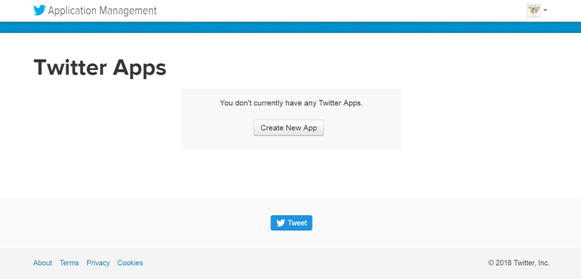 Application Management
Twitter Apps
You don't currently have any Twitter Apps.
Create New App
Tweet
About Terms Privacy Cookies © 2018 Twitter, Inc.